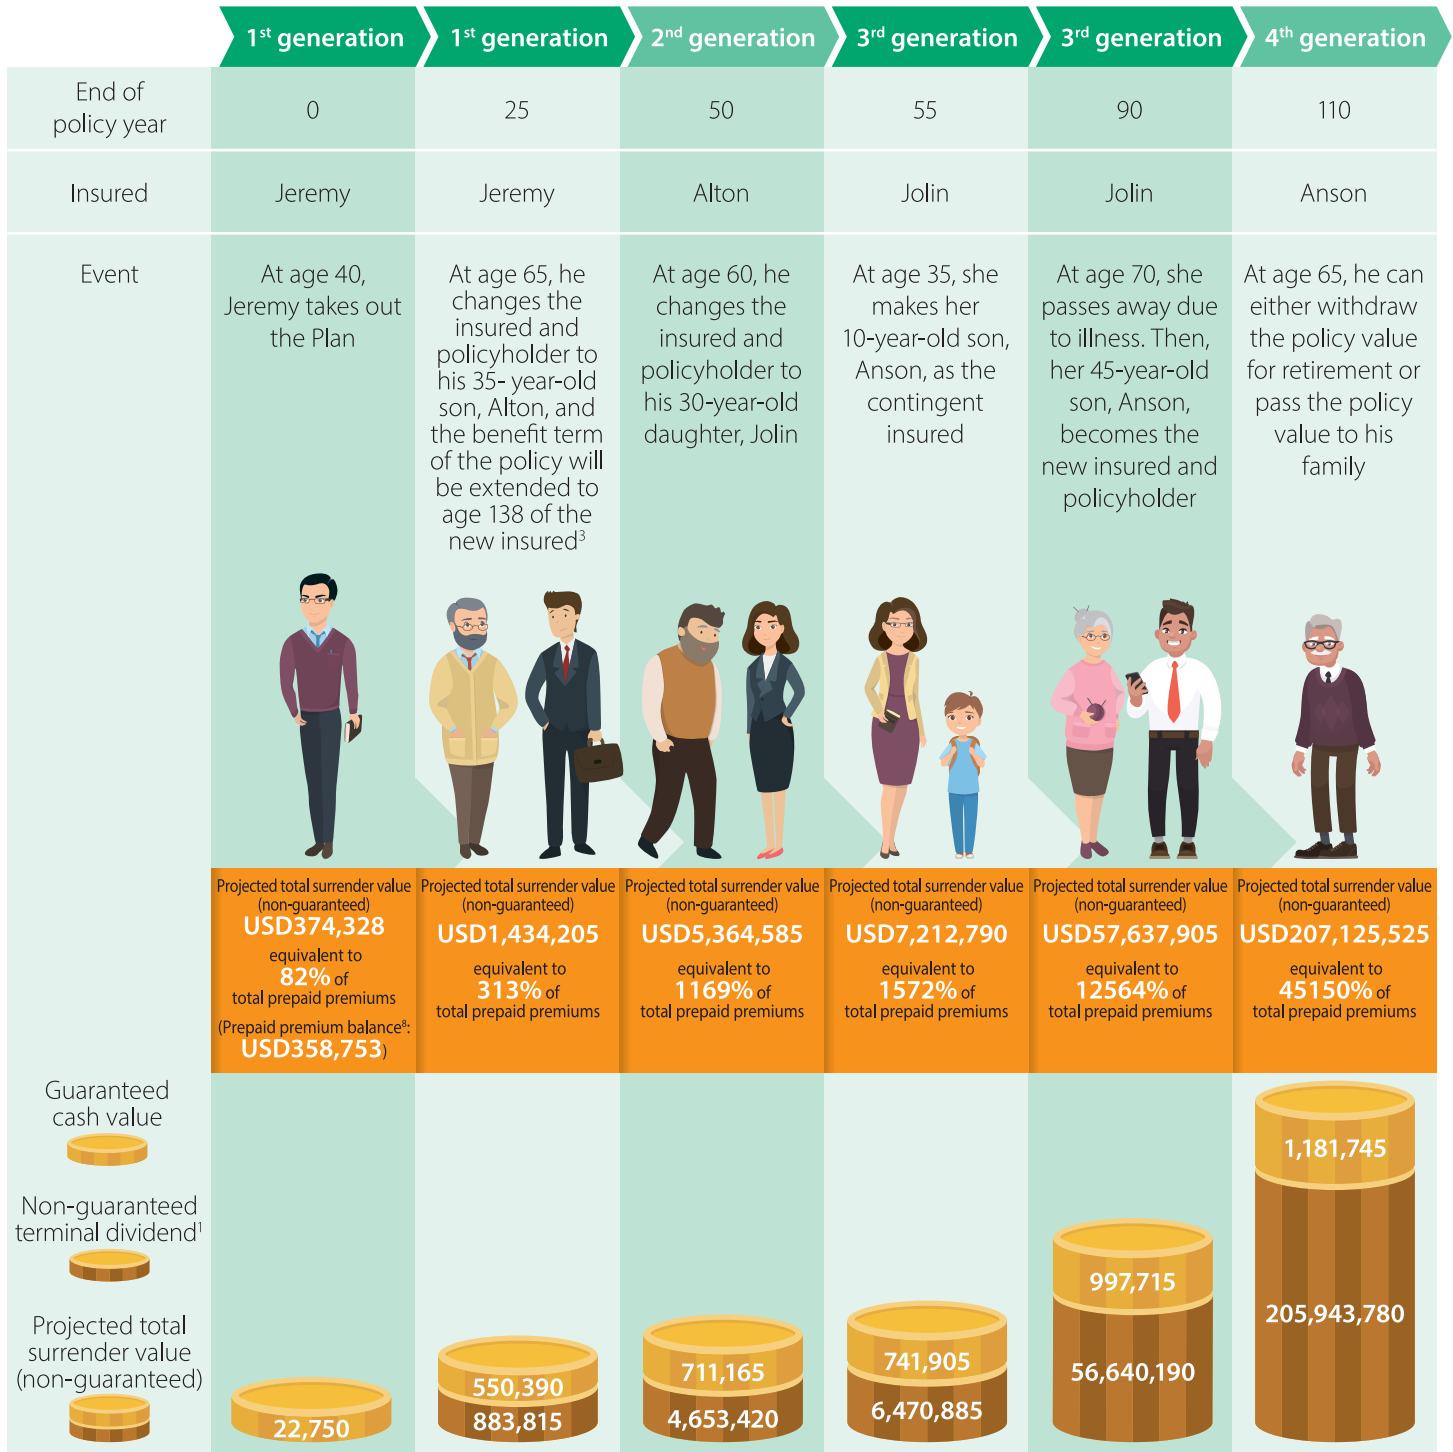 1st generation
1st generation
2nd generation
3rd generation
3rd generation
4th generation
End of
policy year
0
25
50
55
90
110
Insured
Jeremy
Jeremy
Alton
Jolin
Jolin
Anson
Event
At age 40,
Jeremy takes out
the Plan
At age 65, he
changes the
insured and
policyholder to
his 35- year-old
son, Alton, and
the benefit term
of the policy will
be extended to
age 138 of the
new insured3
At age 60, he
changes the
insured and
policyholder to
his 30-year-old
daughter, Jolin
At age 35, she
makes her
10-year-old son,
Anson, as the
contingent
insured
At age 70, she
passes away due
to illness. Then,
her 45-year-old
son, Anson,
becomes the
new insured and
policyholder
At age 65, he can
either withdraw
the policy value
for retirement or
pass the policy
value to his
family
Projected total surrender value
(non-guaranteed)
USD374,328
equivalent to
82% of
total prepaid premiums
(Prepaid premium balance8:
USD358,753)
Projected total surrender value
(non-guaranteed)
USD1,434,205
equivalent to
313% of
total prepaid premiums
Projected total surrender value
(non-guaranteed)
USD5,364,585
equivalent to
1169% of
total prepaid premiums
Projected total surrender value
(non-guaranteed)
USD7,212,790
equivalent to
1572% of
total prepaid premiums
Projected total surrender value
(non-guaranteed)
USD57,637,905
equivalent to
12564% of
total prepaid premiums
Projected total surrender value
(non-guaranteed)
USD207,125,525
equivalent to
45150% of
total prepaid premiums
Guaranteed
cash value
Non-guaranteed
terminal dividend1
Projected total
surrender value
(non-guaranteed)
22,750
550,390
883,815
711,165
4,653,420
741,905
6,470,885
997,715
56,640,190
1,181,745
205,943,780